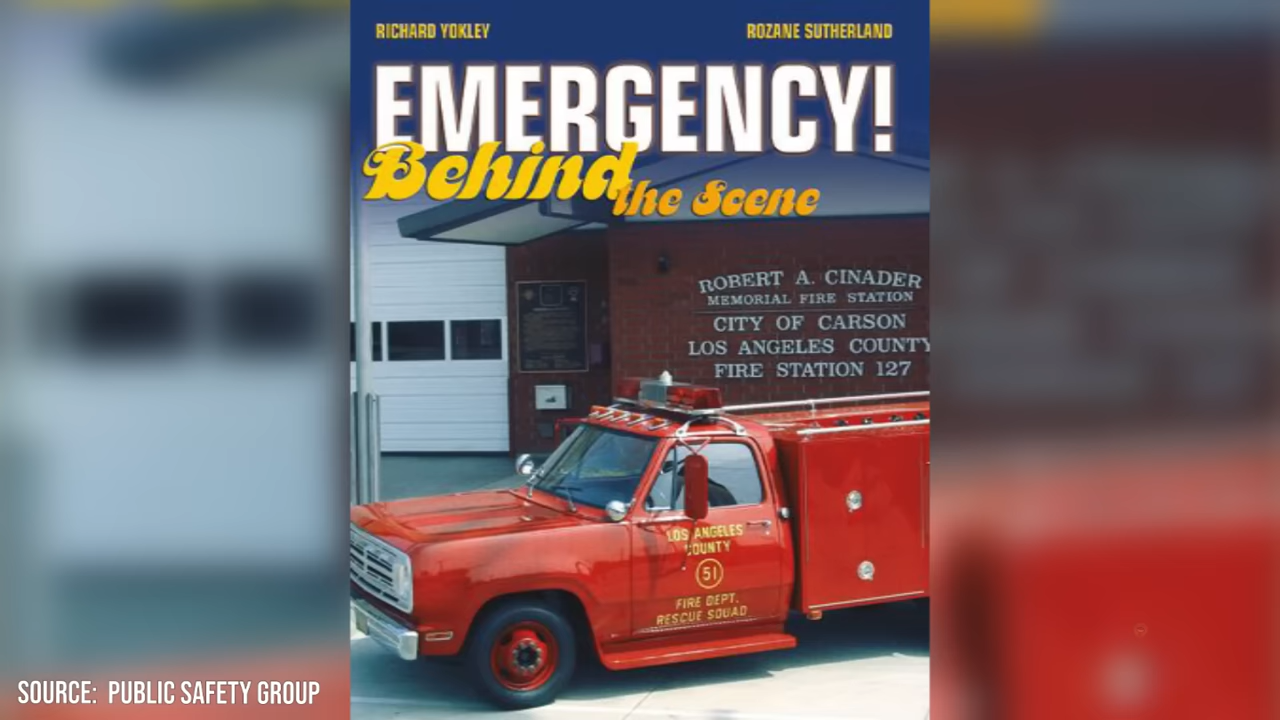 RICHARD YOKLEY
ROZANE SUTHERLAND
EMERGENCY!
Behind
the Scene
ROBERT A. CINADER
MEMORIAL FIRE STATION
CITY OF CARSON
LOS ANGELES COUNTY
FIRE STATION 127
LOS ANGELES
COUNTY
51
FIRE DEPT.
RESCUE SQUAD
SOURCE: PUBLIC SAFETY GROUP